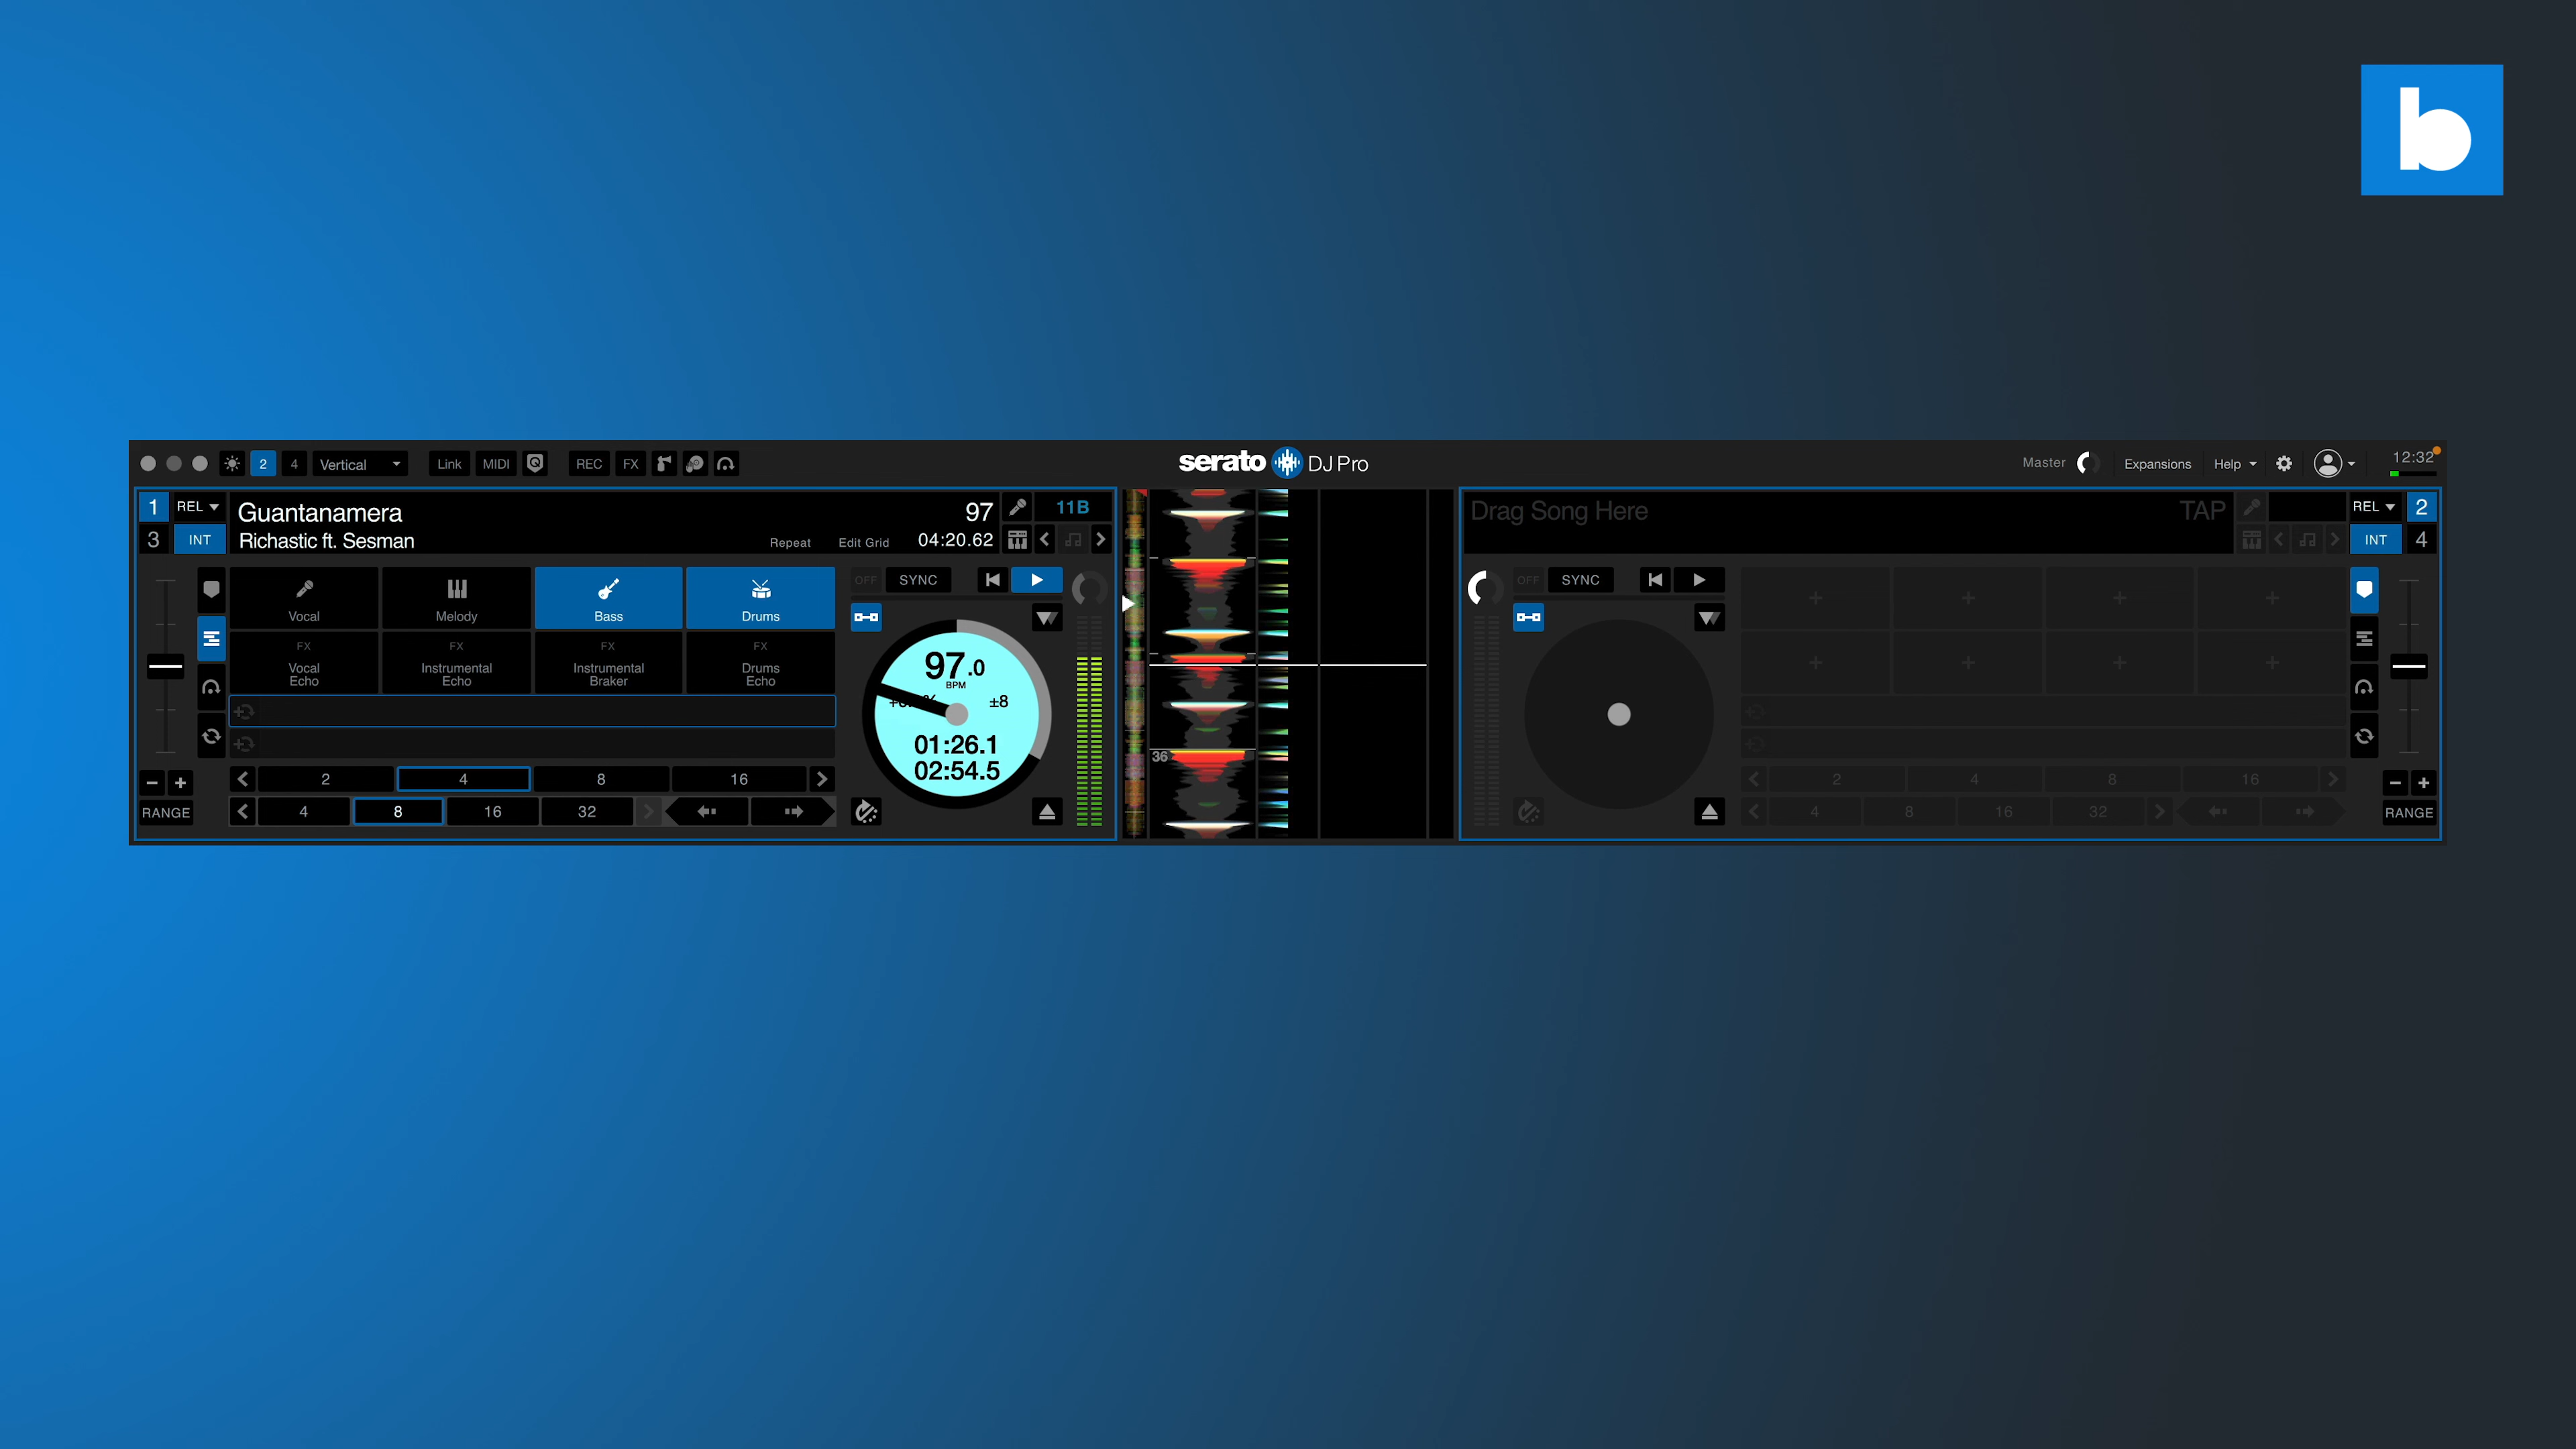 b
2 4 Vertical Link MIDI REC FX serato DJ Pro Master Expansions Help 12:32
1 REL Guantanamera 97 11B
3 INT Richastic ft. Sesman Repeat Edit Grid 04:20.62
Drag Song Here TAP REL 2
INT 4
OFF SYNC
Vocal Melody Bass Drums
FX FX FX FX
Vocal Echo
Instrumental Echo
Instrumental Braker
Drums Echo
97.0
BPM
±8
01:26.1
02:54.5
2 4 8 16
4 8 16 32
RANGE
36
OFF SYNC
2 4 8 16
4 8 16 32
RANGE